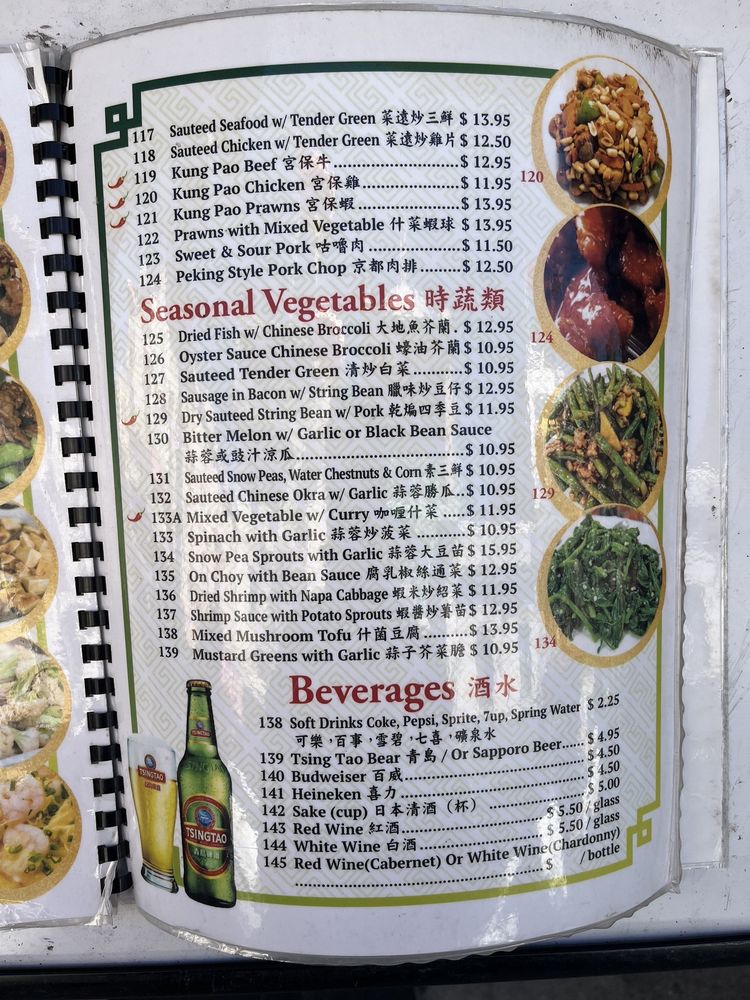 117 Sauteed Seafood w/ Tender Green 菜遠炒三鮮 $ 13.95
118 Sauteed Chicken w/ Tender Green 菜遠炒雞片 $ 12.50
119 Kung Pao Beef 宮保牛..................$ 12.95
120 Kung Pao Chicken 宮保雞..............$ 11.95
121 Kung Pao Prawns 宮保蝦...............$ 13.95
122 Prawns with Mixed Vegetable 什菜蝦球 $ 13.95
123 Sweet & Sour Pork 咕嚕肉.............$ 11.50
124 Peking Style Pork Chop 京都肉排.........$ 12.50
120
Seasonal Vegetables 時蔬類
125 Dried Fish w/ Chinese Broccoli 大地魚芥蘭 . $ 12.95
126 Oyster Sauce Chinese Broccoli 蠔油芥蘭 $ 10.95
127 Sauteed Tender Green 清炒白菜...........$ 10.95
128 Sausage in Bacon w/ String Bean 臘味炒豆仔 $ 12.95
129 Dry Sauteed String Bean w/ Pork 乾煸四季豆 $ 11.95
130 Bitter Melon w/ Garlic or Black Bean Sauce
蒜蓉或豉汁涼瓜..........................$ 10.95
131 Sauteed Snow Peas, Water Chestnuts & Corn 素三鮮 $ 10.95
132 Sauteed Chinese Okra w/ Garlic 蒜蓉勝瓜..$ 10.95
133A Mixed Vegetable w/ Curry 咖喱什菜 .....$ 11.95
133 Spinach with Garlic 蒜蓉炒菠菜 ...........$ 10.95
134 Snow Pea Sprouts with Garlic 蒜蓉大豆苗 $ 15.95
135 On Choy with Bean Sauce 腐乳椒絲通菜 $ 12.95
136 Dried Shrimp with Napa Cabbage 蝦米炒紹菜 $ 11.95
137 Shrimp Sauce with Potato Sprouts 蝦醬炒薯苗 $ 12.95
138 Mixed Mushroom Tofu 什菌豆腐..........$ 13.95
139 Mustard Greens with Garlic 蒜子芥菜膽 $ 10.95
124
129
134
Beverages 酒水
138 Soft Drinks Coke, Pepsi, Sprite, 7up, Spring Water $ 2.25
可樂，百事，雪碧，七喜，礦泉水
139 Tsing Tao Bear 青島 / Or Sapporo Beer.....$ 4.95
140 Budweiser 百威..............................$ 4.50
141 Heineken 喜力...............................$ 4.50
142 Sake (cup) 日本清酒（杯）..................$ 5.00
143 Red Wine 紅酒.........................$ 5.50 / glass
144 White Wine 白酒......................$ 5.50 / glass
145 Red Wine(Cabernet) Or White Wine(Chardonny)
...........................................$ / bottle
TSINGTAO
TSINGTAO